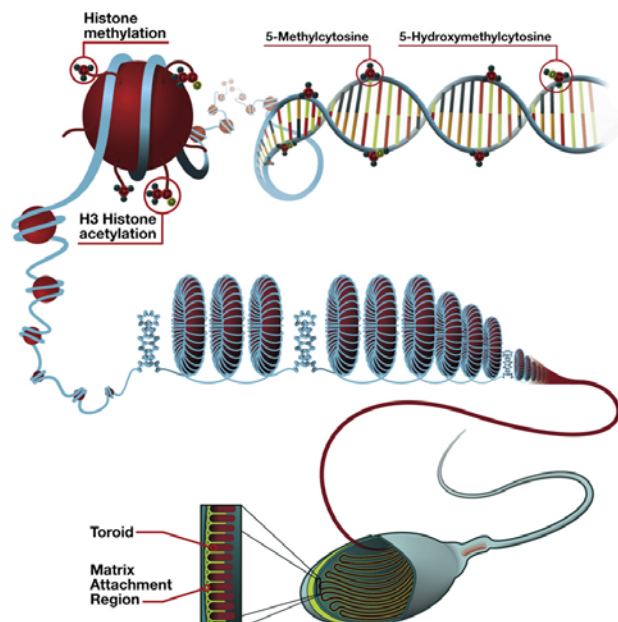 Histone
methylation
5-Methylcytosine
5-Hydroxymethylcytosine
H3 Histone
acetylation
Toroid
Matrix
Attachment
Region